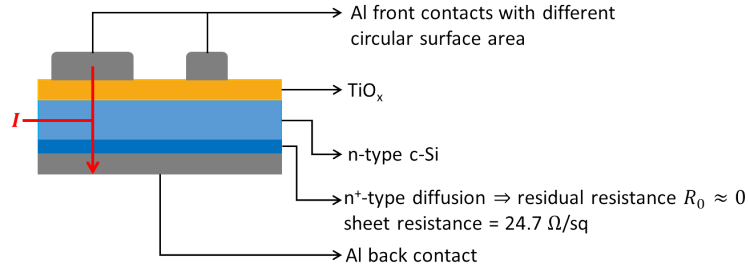 Al front contacts with different
circular surface area
TiOₓ
I
n-type c-Si
n⁺-type diffusion ⇒ residual resistance R₀ ≈ 0
sheet resistance = 24.7 Ω/sq
Al back contact